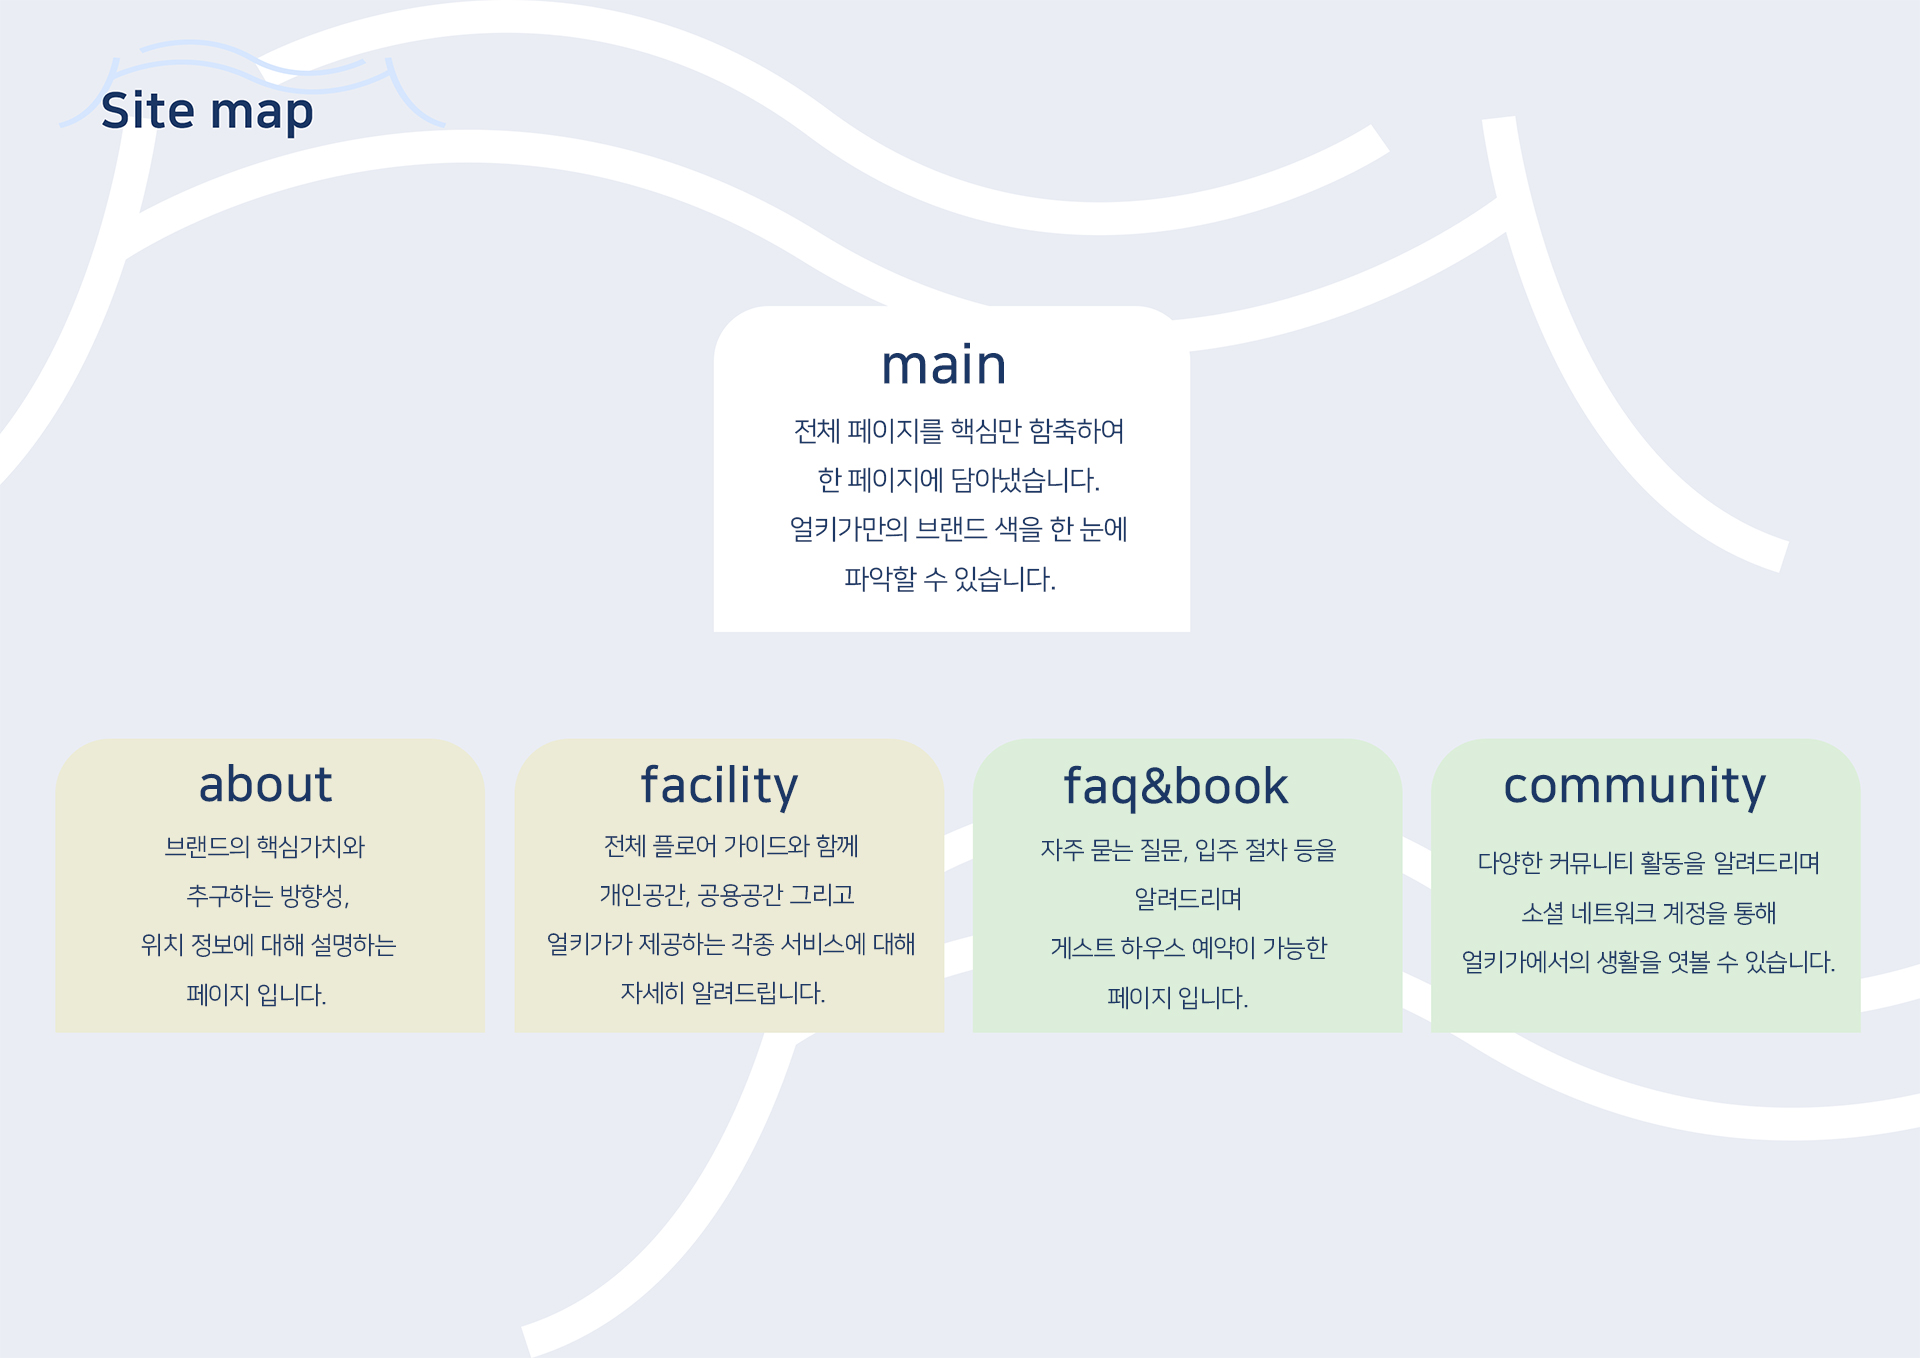 Site map
main
전체 페이지를 핵심만 함축하여
한 페이지에 담아냈습니다.
얼키가만의 브랜드 색을 한 눈에
파악할 수 있습니다.
about
브랜드의 핵심가치와
추구하는 방향성,
위치 정보에 대해 설명하는
페이지 입니다.
facility
전체 플로어 가이드와 함께
개인공간, 공용공간 그리고
얼키가가 제공하는 각종 서비스에 대해
자세히 알려드립니다.
faq&book
자주 묻는 질문, 입주 절차 등을
알려드리며
게스트 하우스 예약이 가능한
페이지 입니다.
community
다양한 커뮤니티 활동을 알려드리며
소셜 네트워크 계정을 통해
얼키가에서의 생활을 엿볼 수 있습니다.